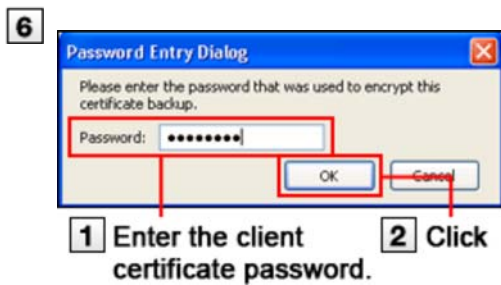 6
Password Entry Dialog
Please enter the password that was used to encrypt this
certificate backup.
Password: ●●●●●●●●
OK Cancel
1 Enter the client
certificate password.
2 Click